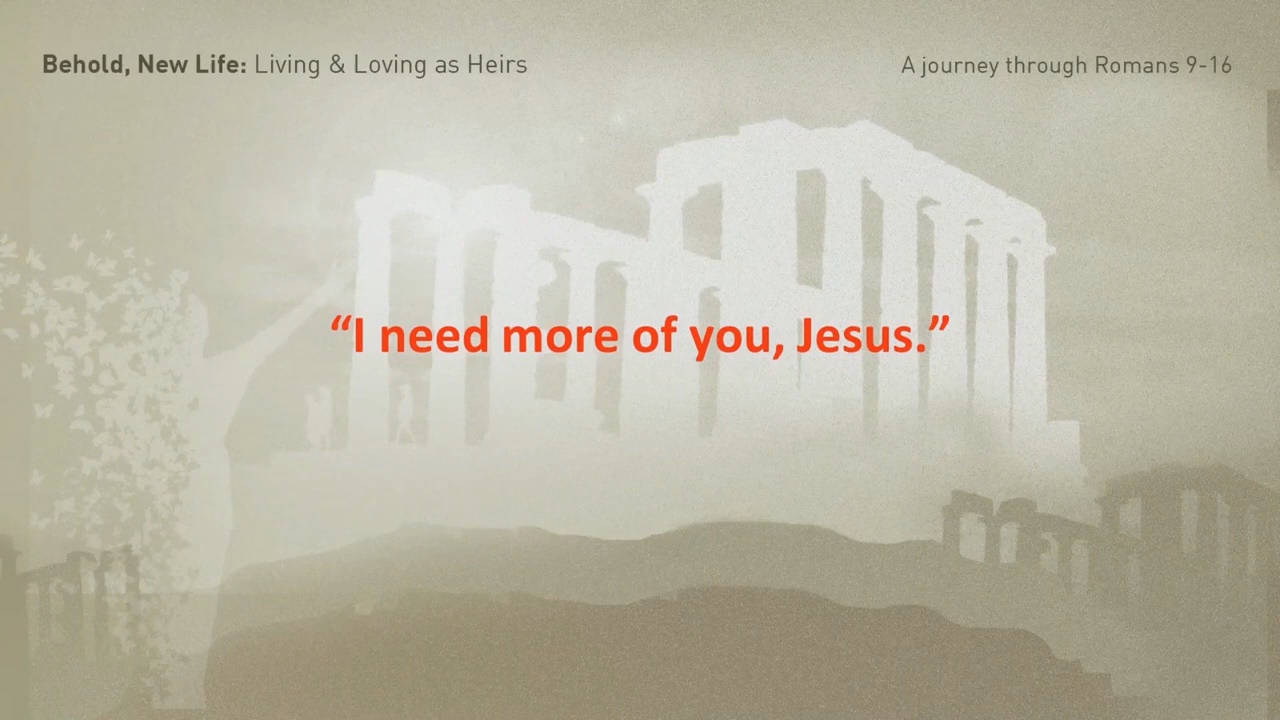 Behold, New Life: Living & Loving as Heirs
A journey through Romans 9-16
“I need more of you, Jesus.”